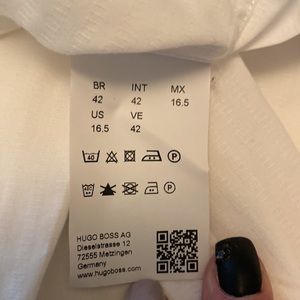 BR INT MX
42 42 16.5
US VE
16.5 42
40 P
P
HUGO BOSS AG
Dieselstrasse 12
72555 Metzingen
Germany
www.hugoboss.com